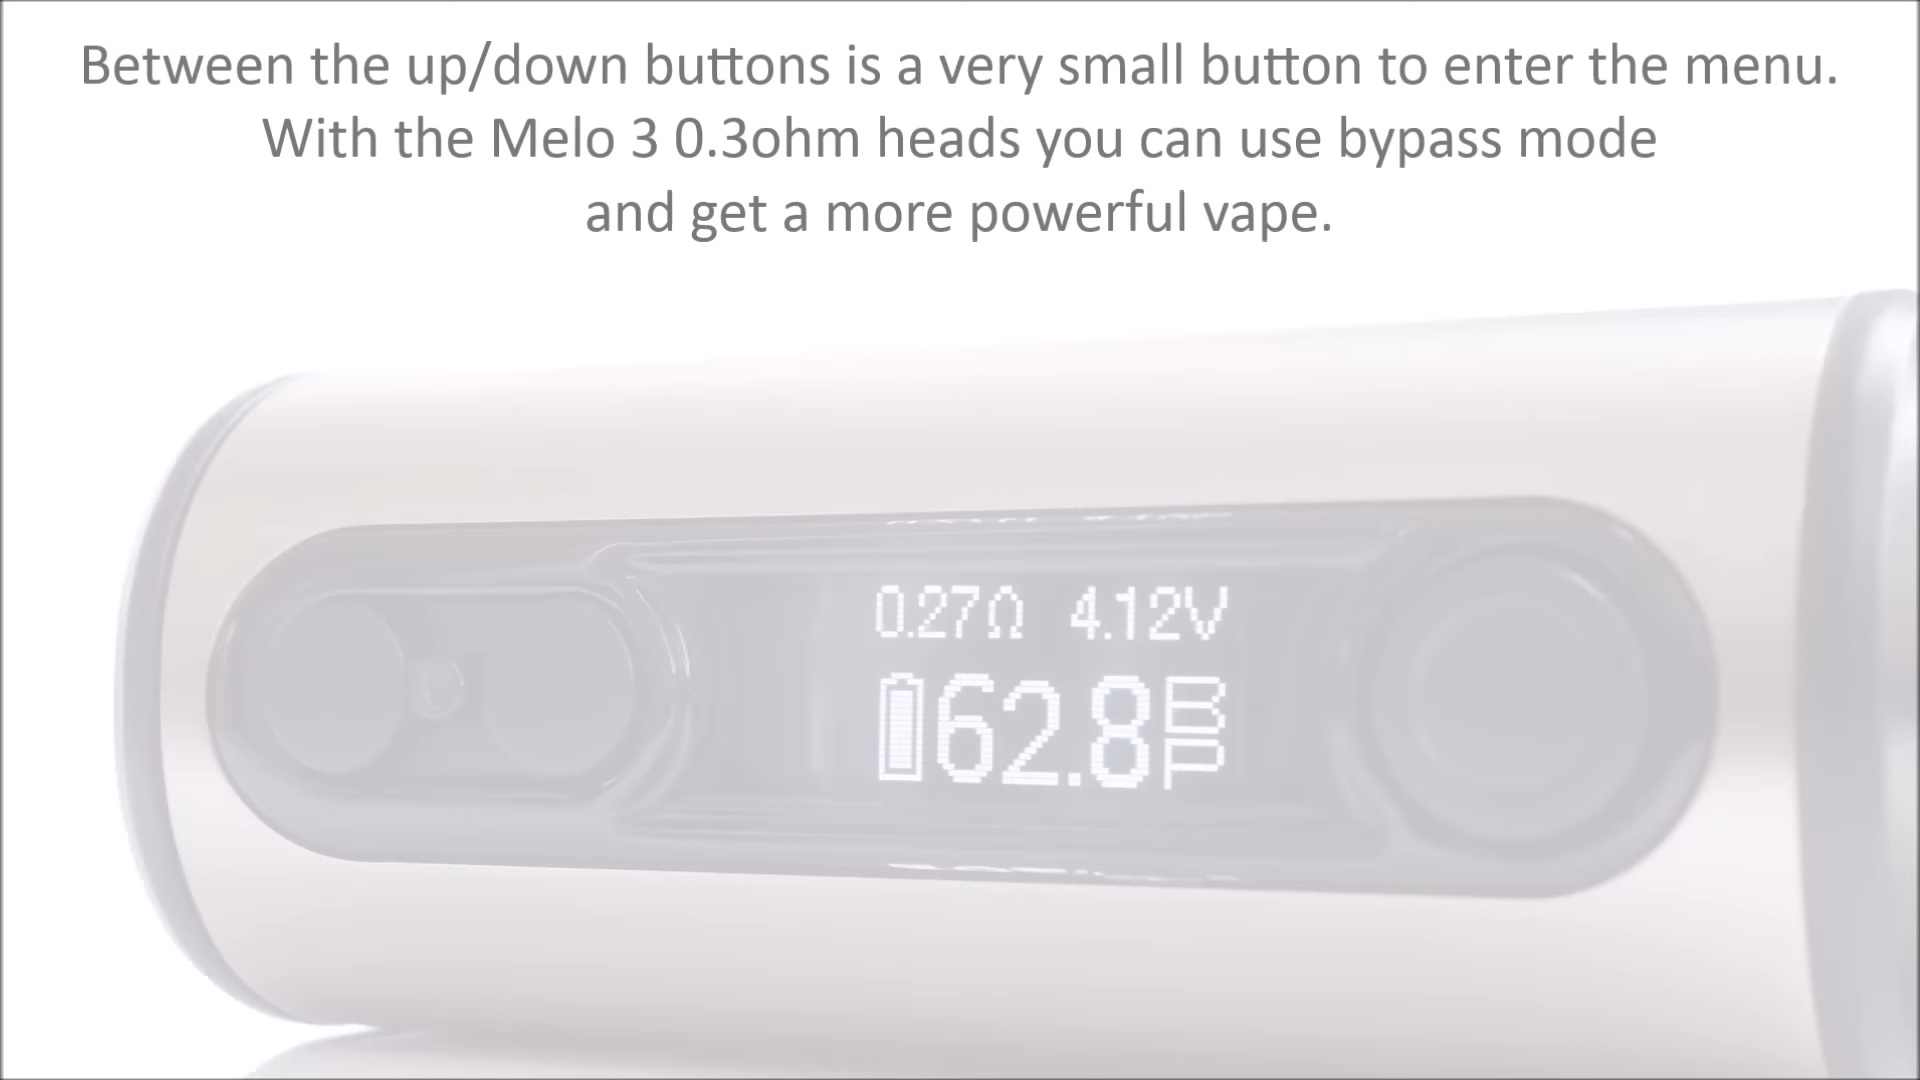 Between the up/down buttons is a very small button to enter the menu.
With the Melo 3 0.3ohm heads you can use bypass mode
and get a more powerful vape.
0.27Ω 4.12V
62.8 BP